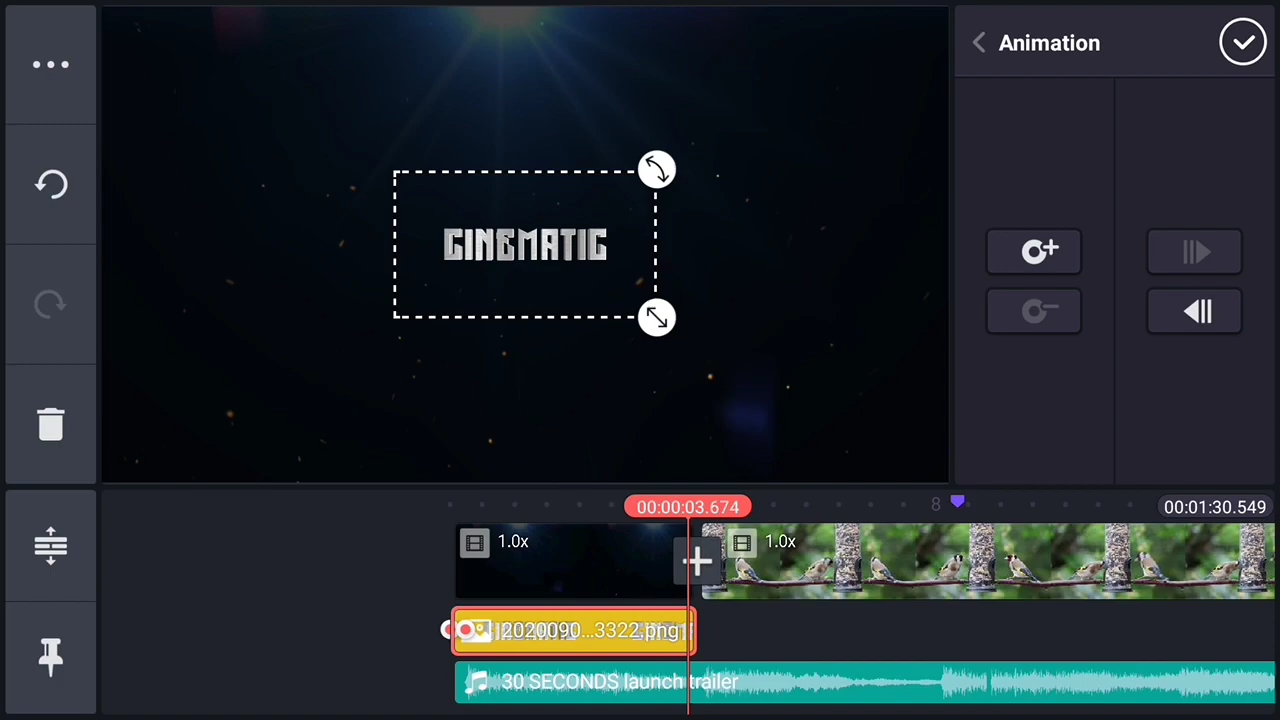 Animation
CINEMATIC
00:00:03.674
8
00:01:30.549
1.0x
1.0x
2020090...3322.png
30 SECONDS launch trailer